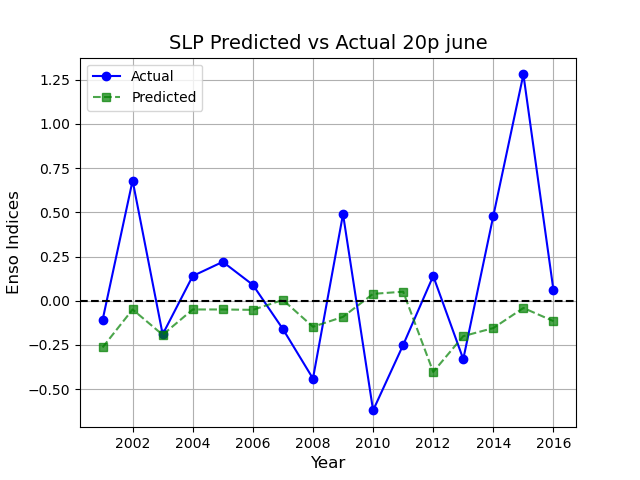 SLP Predicted vs Actual 20p june
Actual
Predicted
1.25
1.00
0.75
0.50
0.25
0.00
−0.25
−0.50
Enso Indices
2002 2004 2006 2008 2010 2012 2014 2016
Year